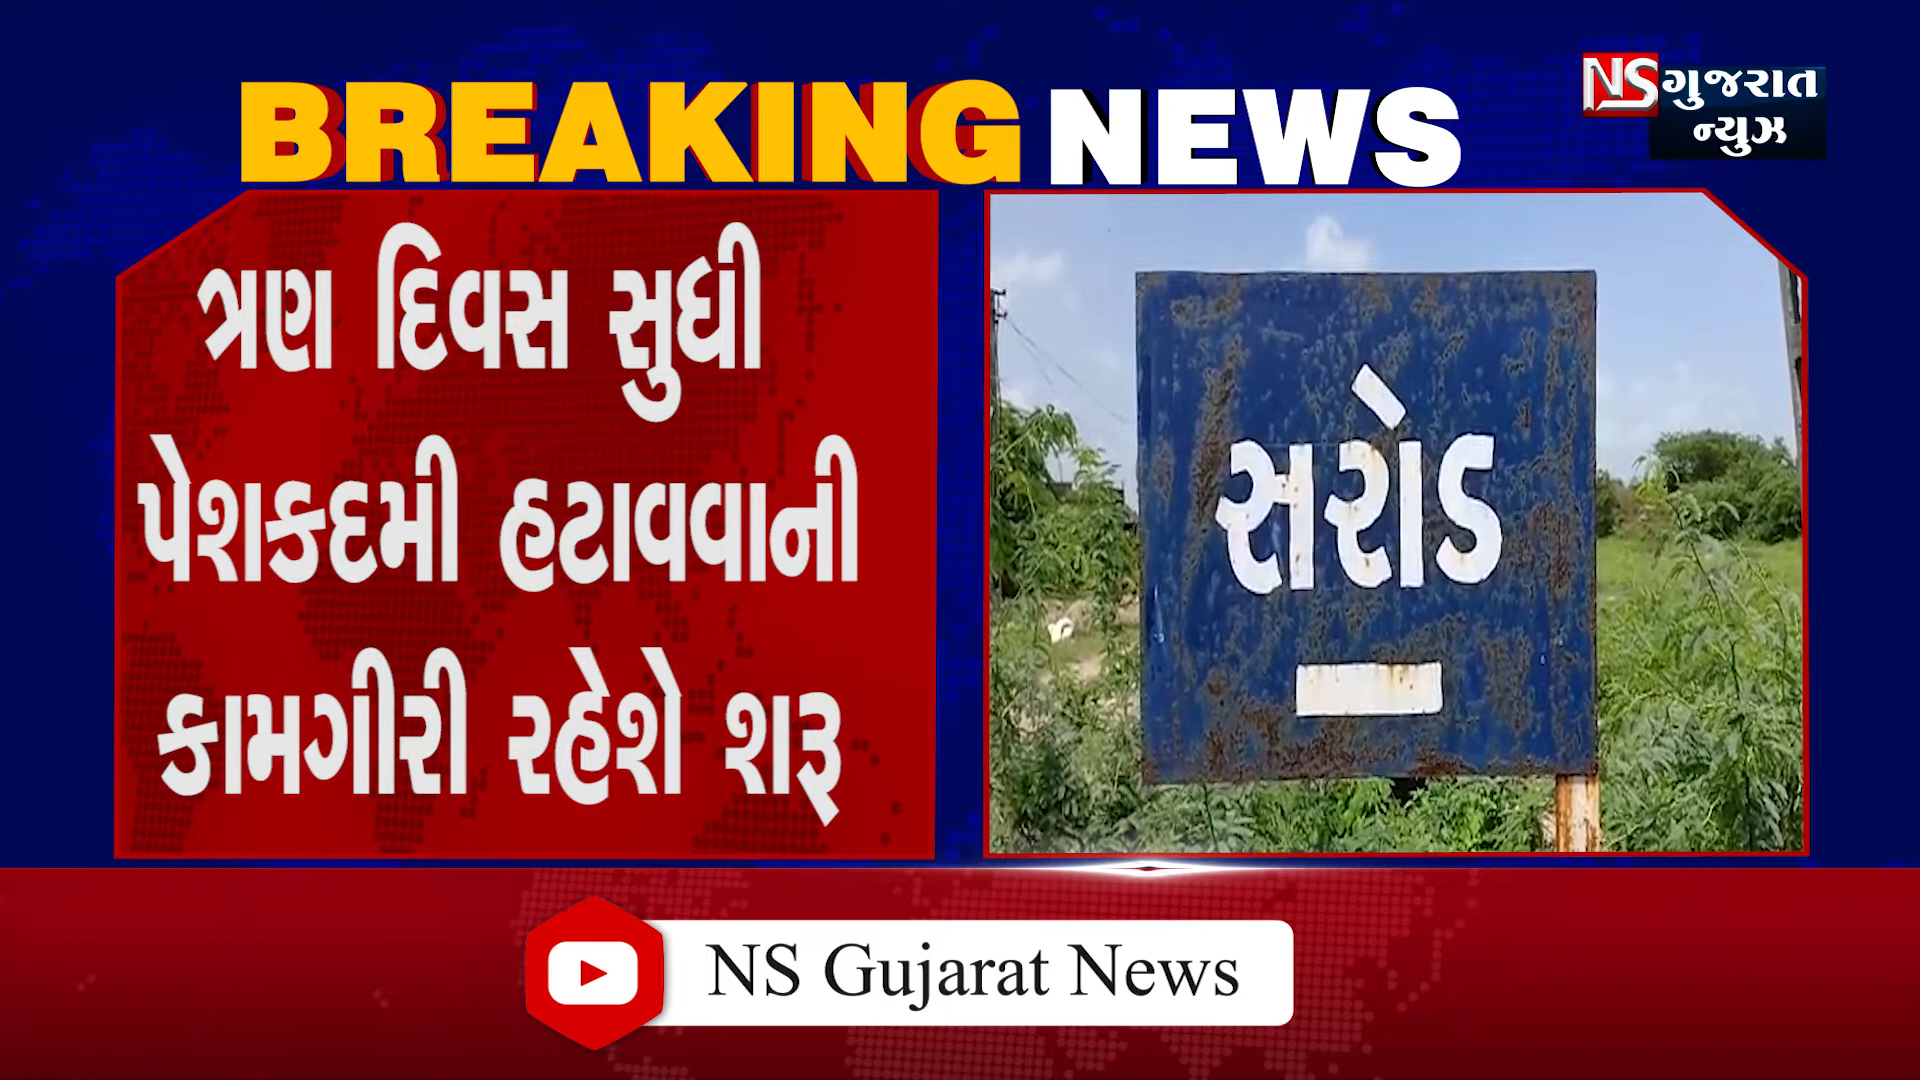 BREAKING NEWS
NS ગુજરાત
ન્યુઝ
ત્રણ દિવસ સુધી
પેશકદમી હટાવવાની
કામગીરી રહેશે શરૂ
સરોડ
NS Gujarat News